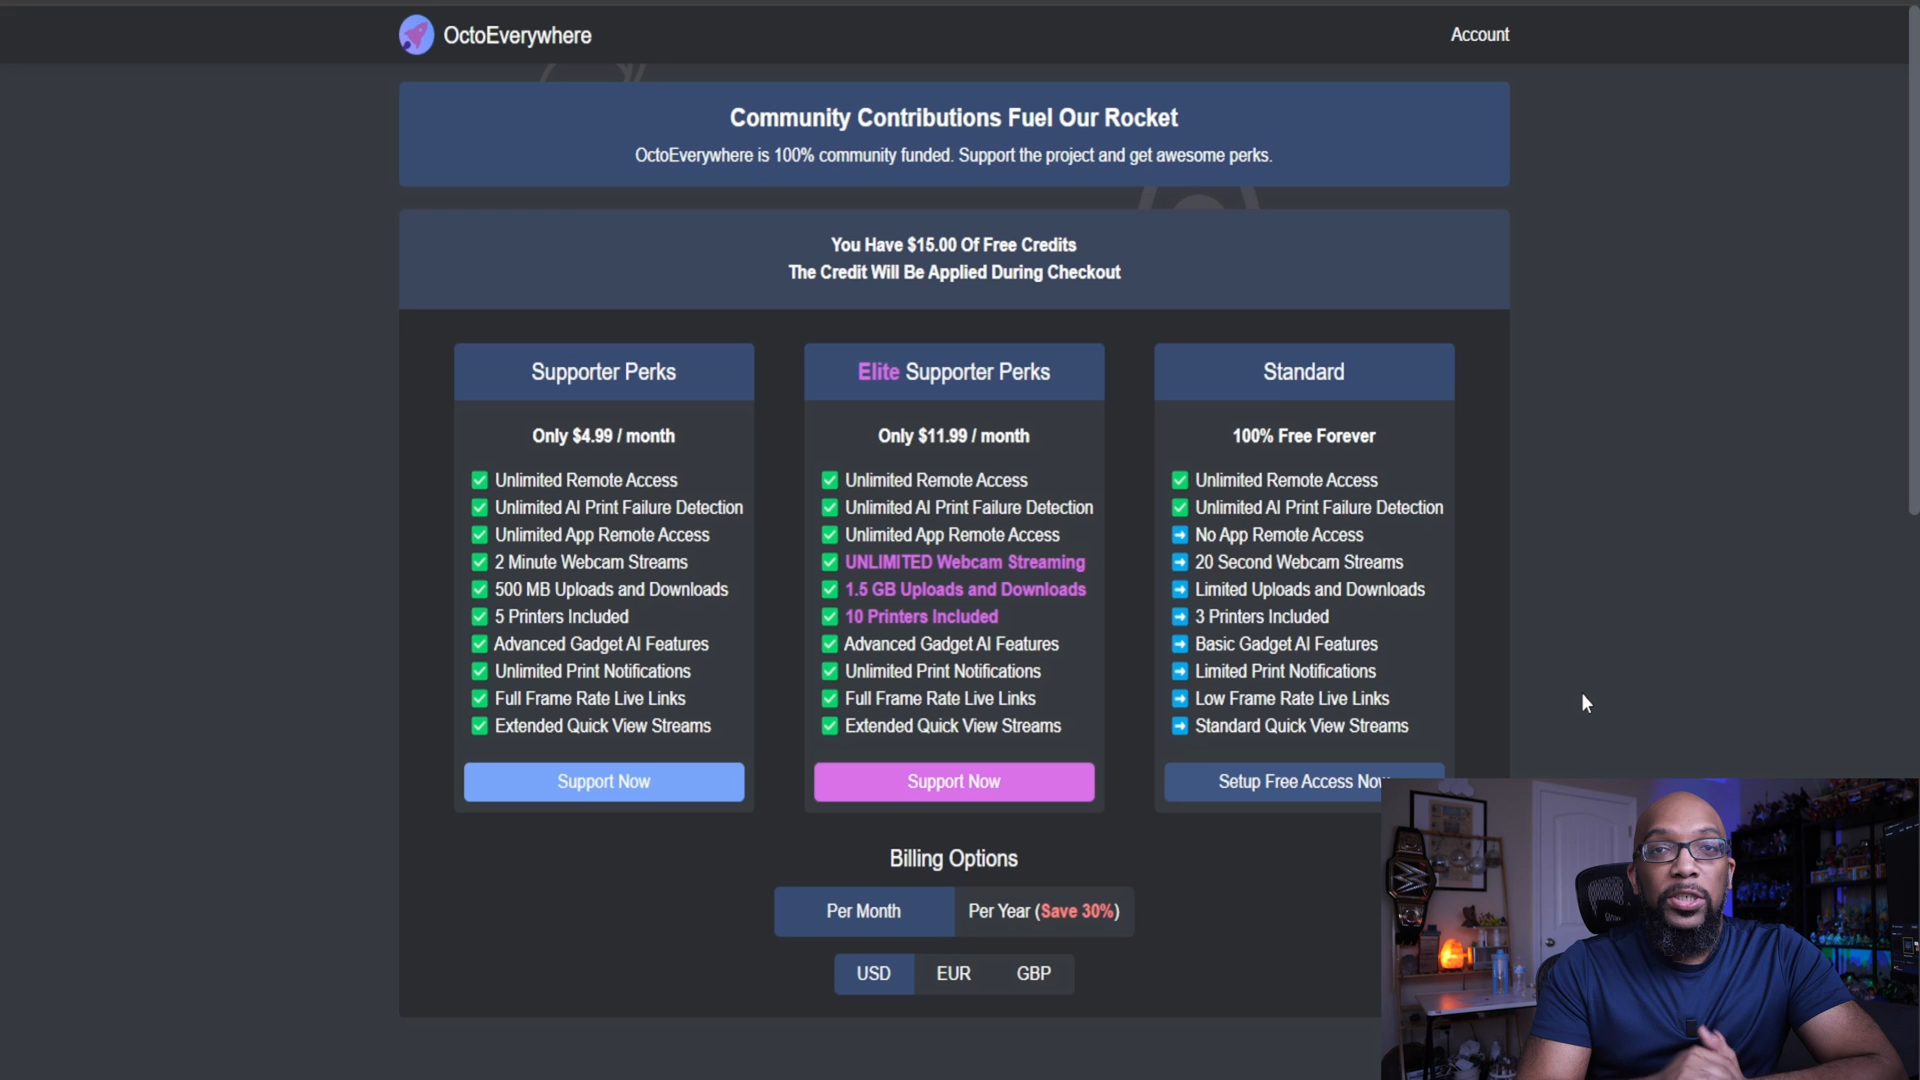 OctoEverywhere
Account
Community Contributions Fuel Our Rocket
OctoEverywhere is 100% community funded. Support the project and get awesome perks.
You Have $15.00 Of Free Credits
The Credit Will Be Applied During Checkout
Supporter Perks
Only $4.99 / month
Unlimited Remote Access
Unlimited AI Print Failure Detection
Unlimited App Remote Access
2 Minute Webcam Streams
500 MB Uploads and Downloads
5 Printers Included
Advanced Gadget AI Features
Unlimited Print Notifications
Full Frame Rate Live Links
Extended Quick View Streams
Support Now
Elite Supporter Perks
Only $11.99 / month
Unlimited Remote Access
Unlimited AI Print Failure Detection
Unlimited App Remote Access
UNLIMITED Webcam Streaming
1.5 GB Uploads and Downloads
10 Printers Included
Advanced Gadget AI Features
Unlimited Print Notifications
Full Frame Rate Live Links
Extended Quick View Streams
Support Now
Standard
100% Free Forever
Unlimited Remote Access
Unlimited AI Print Failure Detection
No App Remote Access
20 Second Webcam Streams
Limited Uploads and Downloads
3 Printers Included
Basic Gadget AI Features
Limited Print Notifications
Low Frame Rate Live Links
Standard Quick View Streams
Setup Free Access Now
Billing Options
Per Month
Per Year (Save 30%)
USD
EUR
GBP